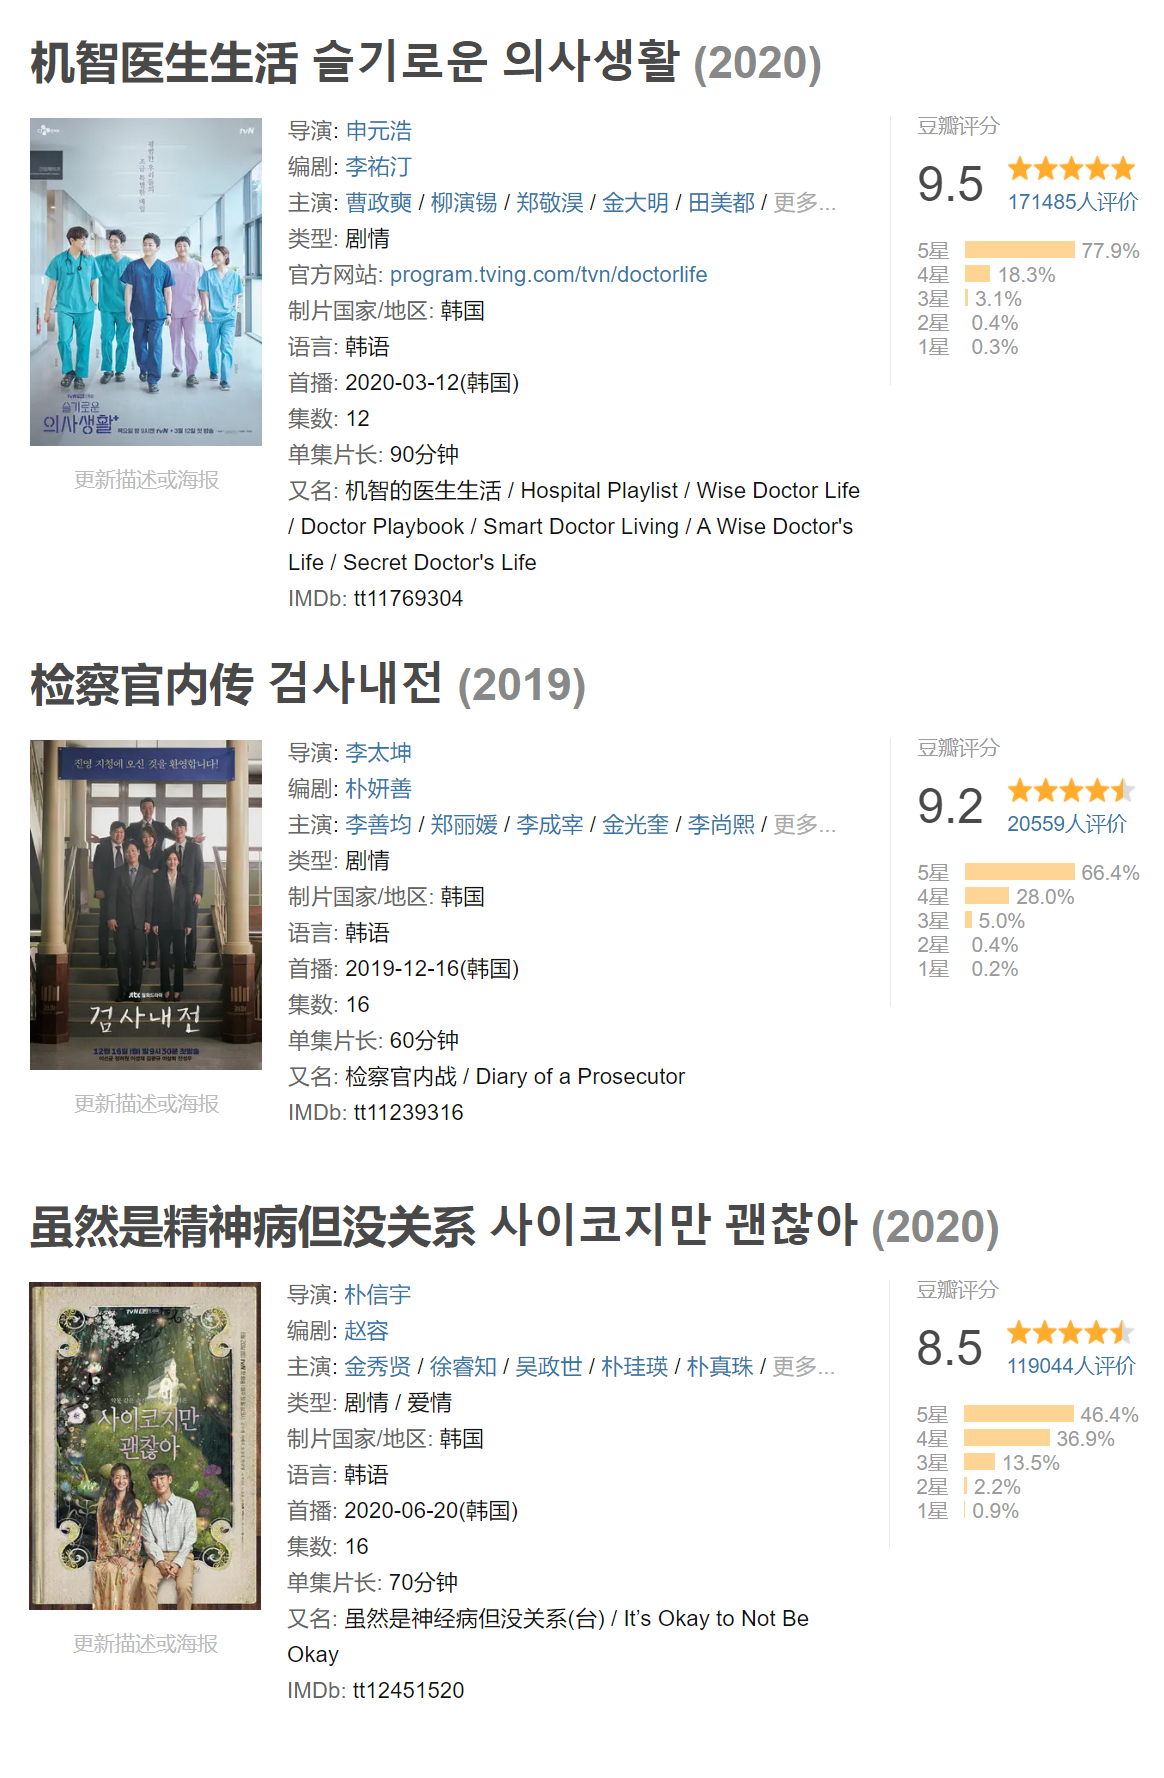 机智医生生活 슬기로운 의사생활 (2020)
tvN
슬기로운
의사생활+
更新描述或海报
导演: 申元浩
编剧: 李祐汀
主演: 曹政奭 / 柳演锡 / 郑敬淏 / 金大明 / 田美都 / 更多...
类型: 剧情
官方网站: program.tving.com/tvn/doctorlife
制片国家/地区: 韩国
语言: 韩语
首播: 2020-03-12(韩国)
集数: 12
单集片长: 90分钟
又名: 机智的医生生活 / Hospital Playlist / Wise Doctor Life
/ Doctor Playbook / Smart Doctor Living / A Wise Doctor's
Life / Secret Doctor's Life
IMDb: tt11769304
豆瓣评分
9.5
171485人评价
5星 77.9%
4星 18.3%
3星 3.1%
2星 0.4%
1星 0.3%
检察官内传 검사내전 (2019)
진영 지청에 오신 것을 환영합니다!
검사내전
12월 16일 (월) 밤 9시30분 첫방송
更新描述或海报
导演: 李太坤
编剧: 朴妍善
主演: 李善均 / 郑丽媛 / 李成宰 / 金光奎 / 李尚熙 / 更多...
类型: 剧情
制片国家/地区: 韩国
语言: 韩语
首播: 2019-12-16(韩国)
集数: 16
单集片长: 60分钟
又名: 检察官内战 / Diary of a Prosecutor
IMDb: tt11239316
豆瓣评分
9.2
20559人评价
5星 66.4%
4星 28.0%
3星 5.0%
2星 0.4%
1星 0.2%
虽然是精神病但没关系 사이코지만 괜찮아 (2020)
사이코지만
괜찮아
更新描述或海报
导演: 朴信宇
编剧: 赵容
主演: 金秀贤 / 徐睿知 / 吴政世 / 朴珪瑛 / 朴真珠 / 更多...
类型: 剧情 / 爱情
制片国家/地区: 韩国
语言: 韩语
首播: 2020-06-20(韩国)
集数: 16
单集片长: 70分钟
又名: 虽然是神经病但没关系(台) / It’s Okay to Not Be
Okay
IMDb: tt12451520
豆瓣评分
8.5
119044人评价
5星 46.4%
4星 36.9%
3星 13.5%
2星 2.2%
1星 0.9%